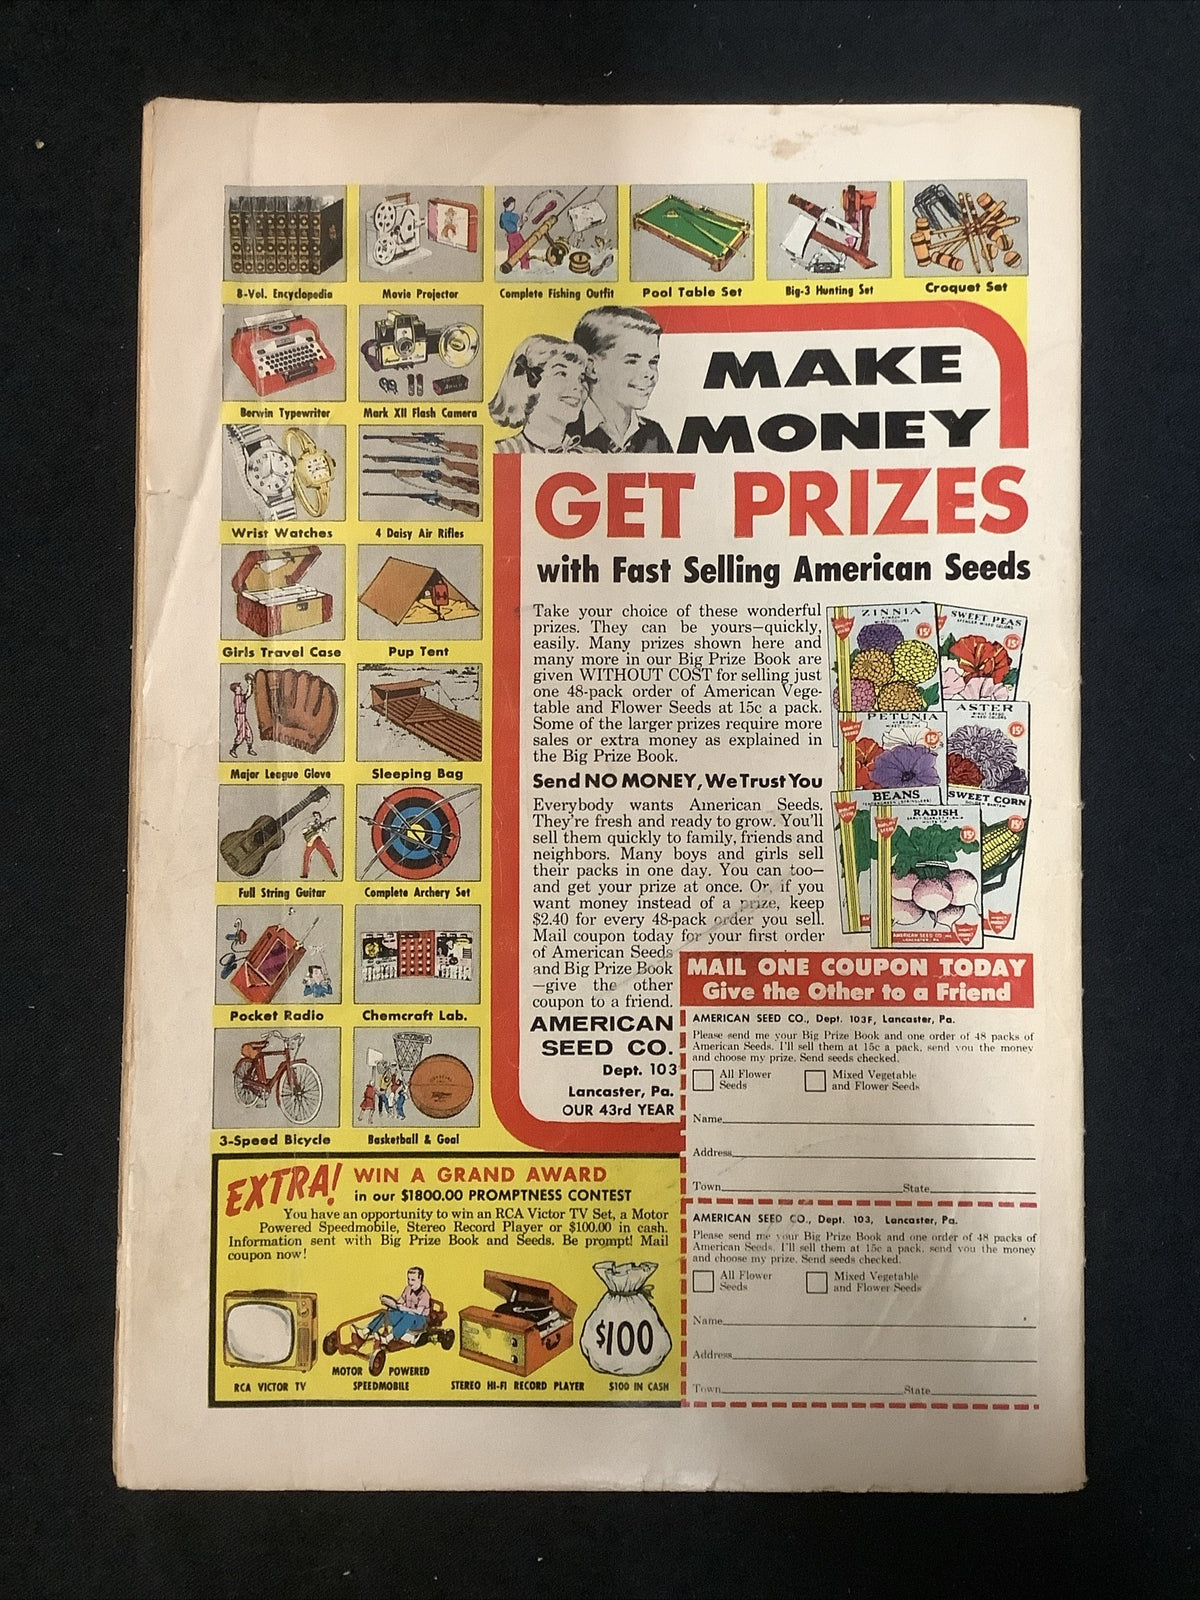 8-Vol. Encyclopedia
Movie Projector
Complete Fishing Outfit
Pool Table Set
Big-3 Hunting Set
Croquet Set
Berwin Typewriter
Mark XII Flash Camera
Wrist Watches
4 Daisy Air Rifles
Girls Travel Case
Pup Tent
Major League Glove
Sleeping Bag
Full String Guitar
Complete Archery Set
Pocket Radio
Chemcraft Lab.
3-Speed Bicycle
Basketball & Goal
MAKE
MONEY
GET PRIZES
with Fast Selling American Seeds
Take your choice of these wonderful
prizes. They can be yours—quickly,
easily. Many prizes shown here and
many more in our Big Prize Book are
given WITHOUT COST for selling just
one 48-pack order of American Vege-
table and Flower Seeds at 15c a pack.
Some of the larger prizes require more
sales or extra money as explained in
the Big Prize Book.
Send NO MONEY, We Trust You
Everybody wants American Seeds.
They're fresh and ready to grow. You'll
sell them quickly to family, friends and
neighbors. Many boys and girls sell
their packs in one day. You can too—
and get your prize at once. Or, if you
want money instead of a prize, keep
$2.40 for every 48-pack order you sell.
Mail coupon today for your first order
of American Seeds
and Big Prize Book
—give the other
coupon to a friend.
AMERICAN
SEED CO.
Dept. 103
Lancaster, Pa.
OUR 43rd YEAR
ZINNIA
15¢
SWEET PEAS
15¢
PETUNIA
15¢
ASTER
15¢
BEANS
SWEET CORN
15¢
RADISH
15¢
AMERICAN SEED CO.
LANCASTER, PA.
MAIL ONE COUPON TODAY
Give the Other to a Friend
AMERICAN SEED CO., Dept. 103F, Lancaster, Pa.
Please send me your Big Prize Book and one order of 48 packs of
American Seeds. I'll sell them at 15c a pack, send you the money
and choose my prize. Send seeds checked.
All Flower
Seeds
Mixed Vegetable
and Flower Seeds
Name
Address
Town State
AMERICAN SEED CO., Dept. 103, Lancaster, Pa.
Please send me your Big Prize Book and one order of 48 packs of
American Seeds. I'll sell them at 15c a pack, send you the money
and choose my prize. Send seeds checked.
All Flower
Seeds
Mixed Vegetable
and Flower Seeds
Name
Address
Town State
EXTRA! WIN A GRAND AWARD
in our $1800.00 PROMPTNESS CONTEST
You have an opportunity to win an RCA Victor TV Set, a Motor
Powered Speedmobile, Stereo Record Player or $100.00 in cash.
Information sent with Big Prize Book and Seeds. Be prompt! Mail
coupon now!
$100
RCA VICTOR TV
MOTOR POWERED
SPEEDMOBILE
STEREO HI-FI RECORD PLAYER
$100 IN CASH